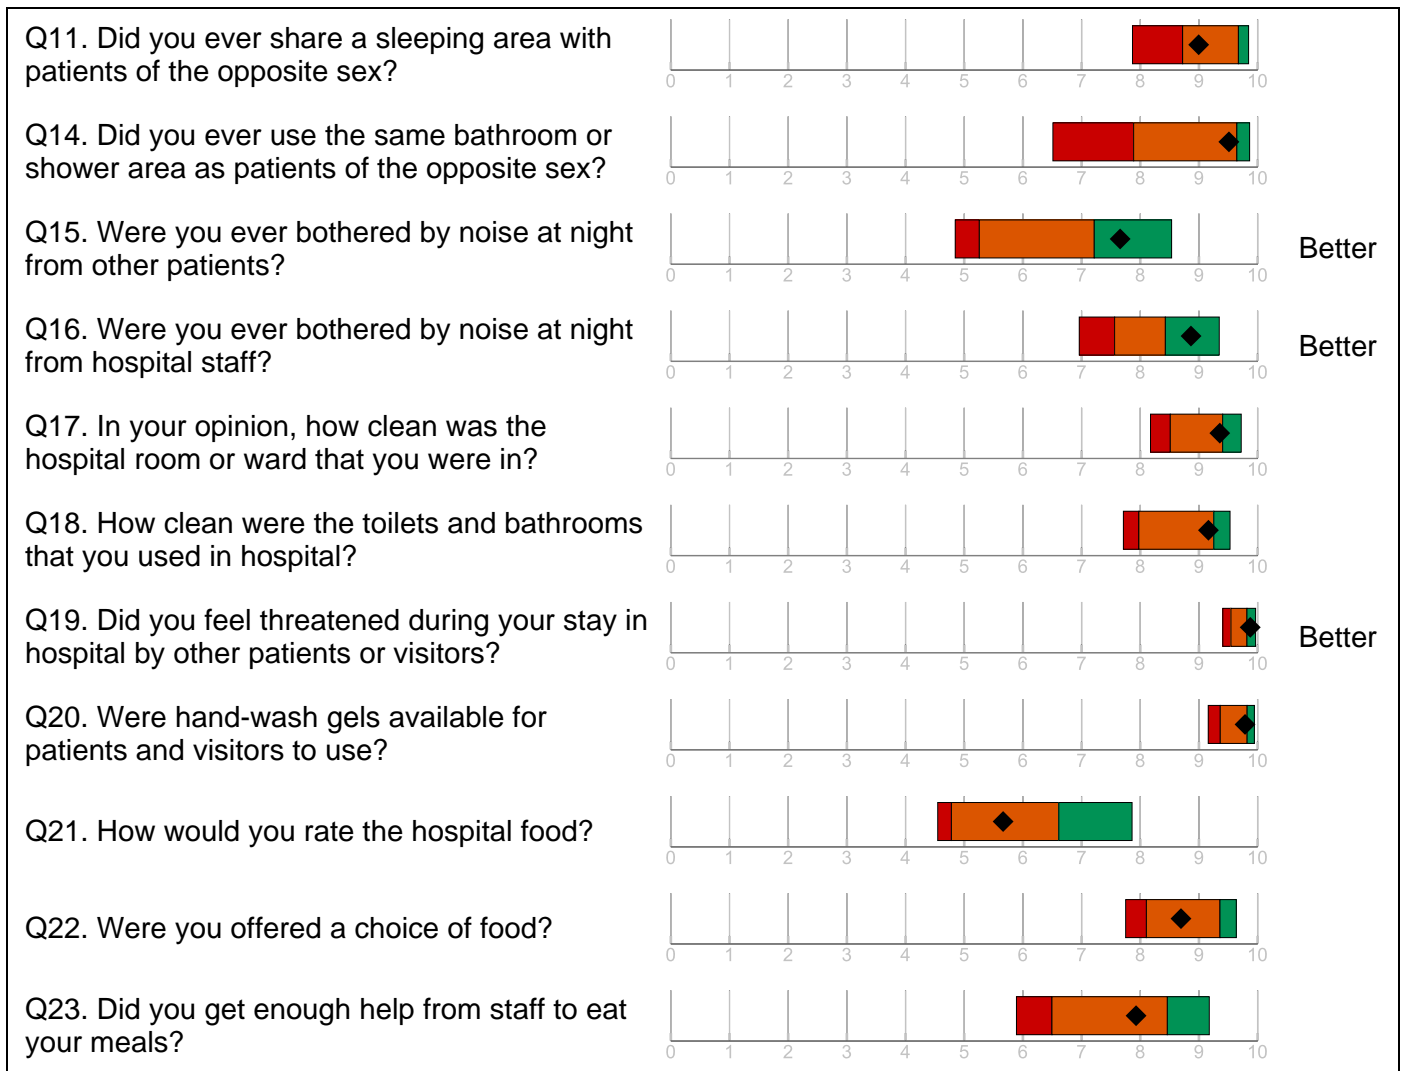 Q11. Did you ever share a sleeping area with
patients of the opposite sex?
0 1 2 3 4 5 6 7 8 9 10
Q14. Did you ever use the same bathroom or
shower area as patients of the opposite sex?
0 1 2 3 4 5 6 7 8 9 10
Q15. Were you ever bothered by noise at night
from other patients?
Better
0 1 2 3 4 5 6 7 8 9 10
Q16. Were you ever bothered by noise at night
from hospital staff?
Better
0 1 2 3 4 5 6 7 8 9 10
Q17. In your opinion, how clean was the
hospital room or ward that you were in?
0 1 2 3 4 5 6 7 8 9 10
Q18. How clean were the toilets and bathrooms
that you used in hospital?
0 1 2 3 4 5 6 7 8 9 10
Q19. Did you feel threatened during your stay in
hospital by other patients or visitors?
Better
0 1 2 3 4 5 6 7 8 9 10
Q20. Were hand-wash gels available for
patients and visitors to use?
0 1 2 3 4 5 6 7 8 9 10
Q21. How would you rate the hospital food?
0 1 2 3 4 5 6 7 8 9 10
Q22. Were you offered a choice of food?
0 1 2 3 4 5 6 7 8 9 10
Q23. Did you get enough help from staff to eat
your meals?
0 1 2 3 4 5 6 7 8 9 10